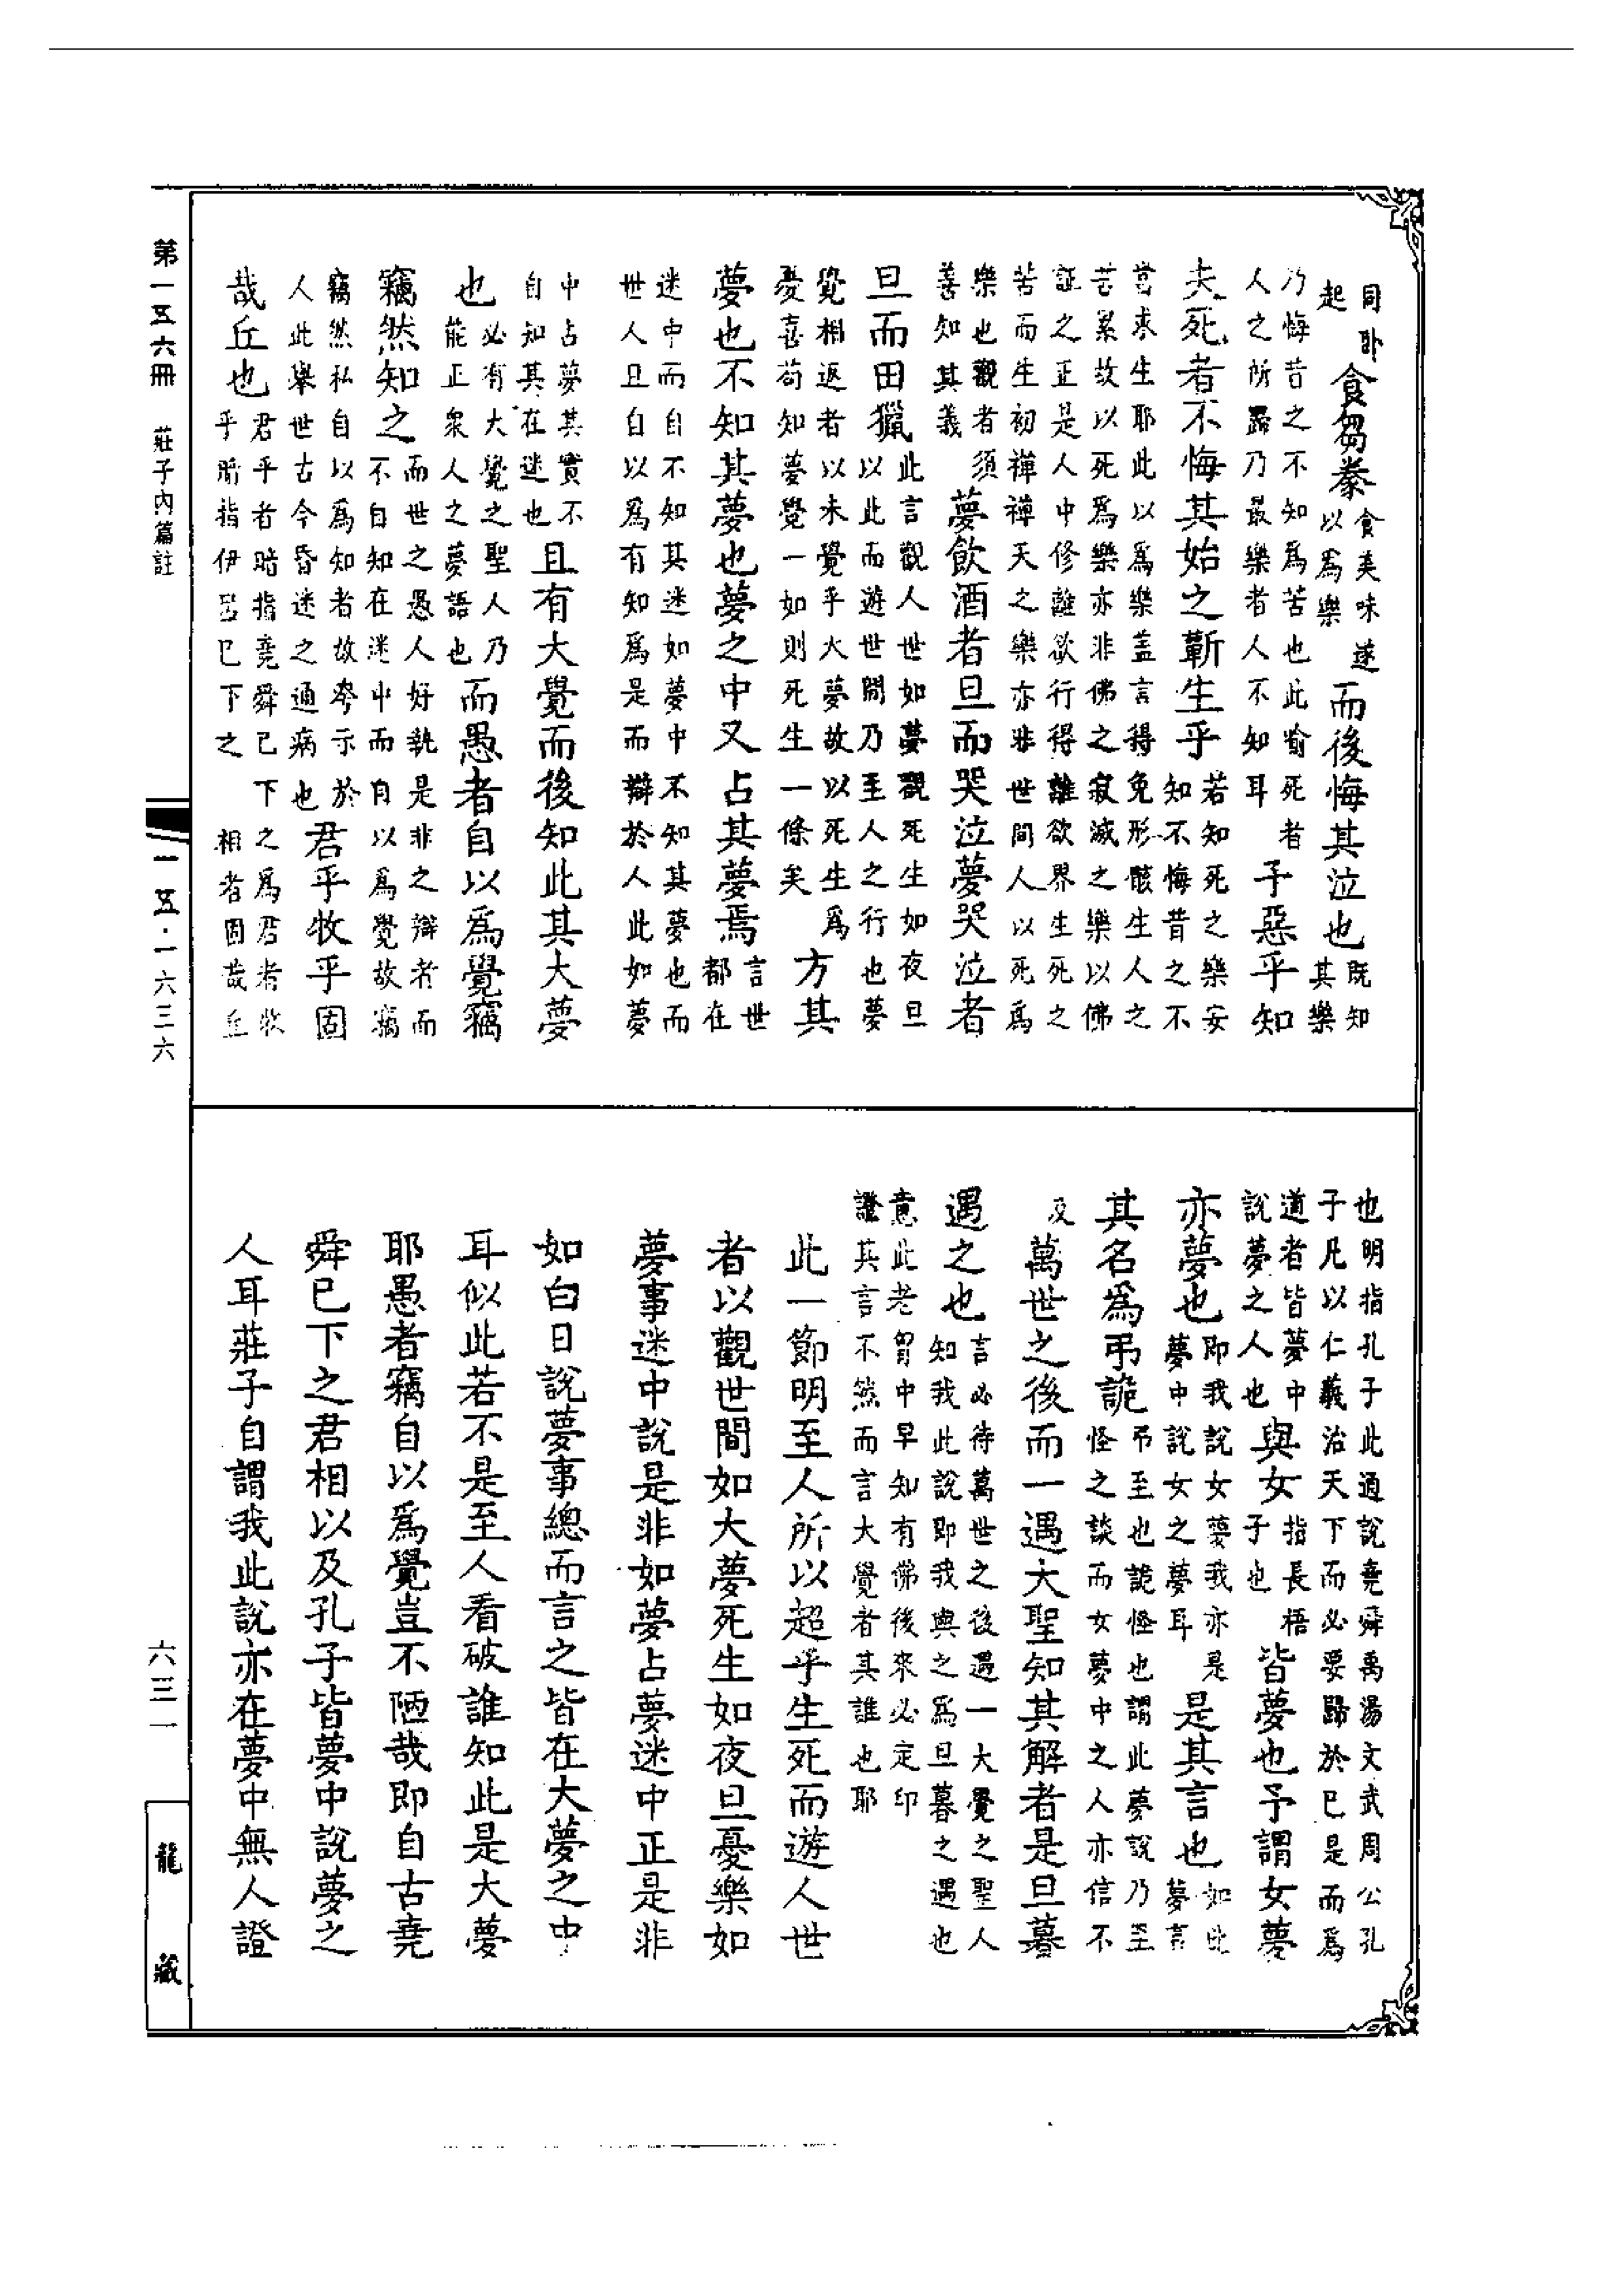 同卧起食芻豢食美味遂以爲樂而後悔其泣也既知其樂
乃悔昔之不知爲苦也此喻死者人之所歸乃最樂者人不知耳予惡乎知
夫死者不悔其始之蘄生乎若知死之樂安知不悔昔之不
當求生耶此以爲樂蓋言得免形骸生人之
苦累故以死爲樂亦非佛之寂滅之樂以佛
証之正是人中修離欲行得離欲界生死之
苦而生初禪禪天之樂亦非世間人以死爲
樂也觀者須善知其義夢飲酒者旦而哭泣夢哭泣者
旦而田獵此言觀人世如夢觀死生如夜旦以此而遊世間乃至人之行也夢
覺相返者以未覺乎大夢故以死生爲憂喜苟知夢覺一如則死生一條矣方其
夢也不知其夢也夢之中又占其夢焉言世都在
迷中而自不知其迷如夢中不知其夢也而
世人且自以爲有知爲是而辯於人此如夢
中占夢其實不自知其在迷也且有大覺而後知此其大夢
也必有大覺之聖人乃能正衆人之夢語也而愚者自以爲覺竊
竊然知之而世之愚人好執是非之辯者而不自知在迷中而自以爲覺故竊
竊然私自以爲知者故夸示於人此舉世古今昏迷之通病也君乎牧乎固
哉丘也君乎者暗指堯舜已下之爲君者牧乎所指伊呂已下之相者固哉丘
也明指孔子此通說堯舜禹湯文武周公孔
子凡以仁義治天下而必要歸於已是而爲
道者皆夢中說夢之人也與女指長梧子也皆夢也予謂女夢
亦夢也即我說女夢我亦是夢中說女之夢耳是其言也如此夢言
其名爲弔詭弔至也詭怪也謂此夢說乃至怪之談而女夢中之人亦信不
及萬世之後而一遇大聖知其解者是旦暮
遇之也言必待萬世之後遇一大覺之聖人知我此說即我與之爲旦暮之遇也
意此老胷中早知有佛後來必定印
證其言不然而言大覺者其誰也耶
此一節明至人所以超乎生死而遊人世
者以觀世間如大夢死生如夜旦憂樂如
夢事迷中說是非如夢占夢迷中正是非
如白日說夢事總而言之皆在大夢之中
耳似此若不是至人看破誰知此是大夢
耶愚者竊自以爲覺豈不陋哉即自古堯
舜已下之君相以及孔子皆夢中說夢之
人耳莊子自謂我此說亦在夢中無人證
第一五六冊 莊子內篇註
一五·一六三六
六三一
龍藏